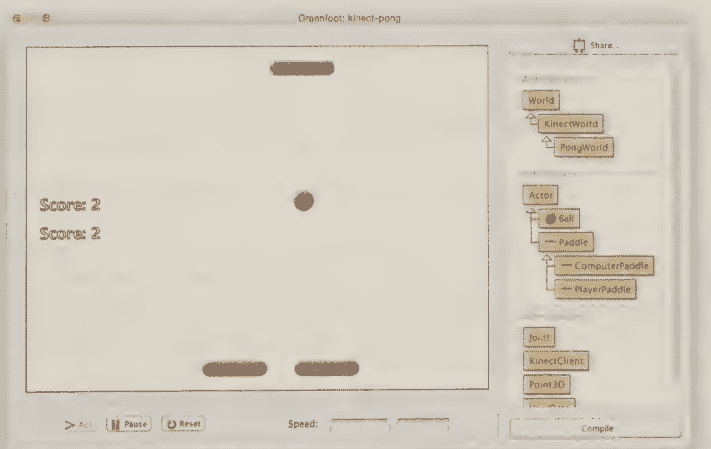 Greenfoot: kinect-pong
Share...
World
KinectWorld
PongWorld
Actor
Ball
Paddle
ComputerPaddle
PlayerPaddle
Joint
KinectClient
Point3D
Score: 2
Score: 2
Act
Pause
Reset
Speed:
Compile